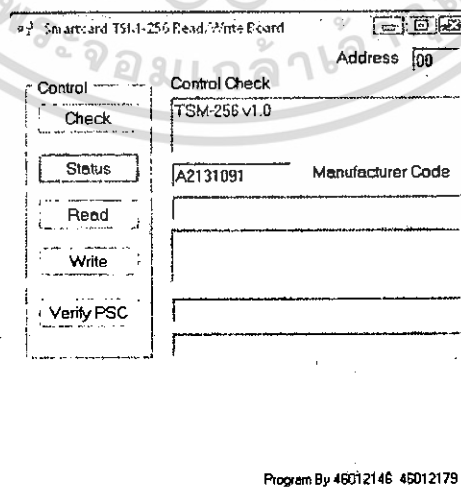 Smartcard TSM-256 Read/Write Board
Address 00
Control
Control Check
Check
TSM-256 v1.0
Status
A2131091
Manufacturer Code
Read
Write
Verify PSC
Program By 46012146 46012179